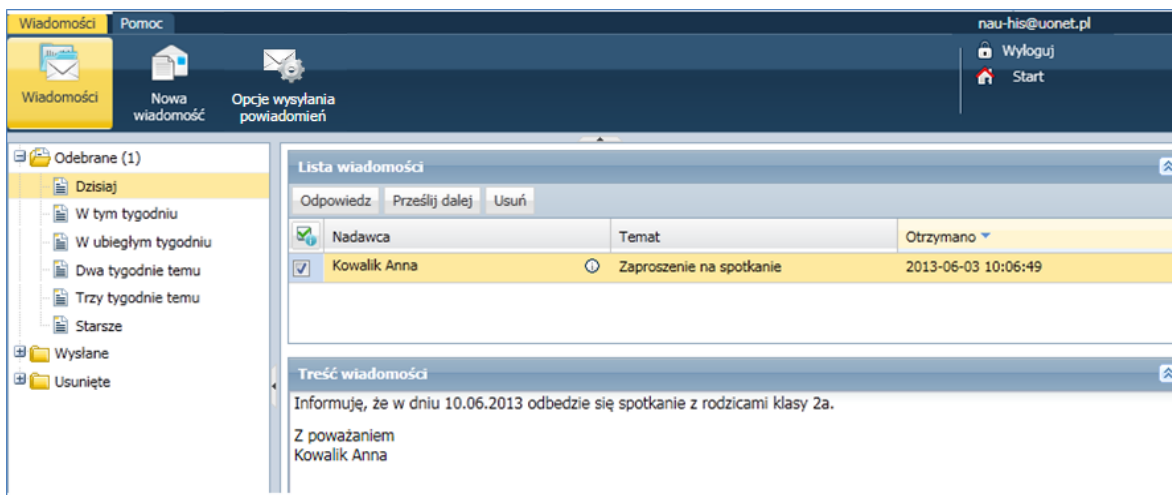 Wiadomości Pomoc nau-his@uonet.pl
Wyloguj
Start
Wiadomości
Nowa
wiadomość
Opcje wysyłania
powiadomień
Odebrane (1)
Dzisiaj
W tym tygodniu
W ubiegłym tygodniu
Dwa tygodnie temu
Trzy tygodnie temu
Starsze
Wysłane
Usunięte
Lista wiadomości
Odpowiedz Prześlij dalej Usuń
Nadawca Temat Otrzymano
Kowalik Anna Zaproszenie na spotkanie 2013-06-03 10:06:49
Treść wiadomości
Informuję, że w dniu 10.06.2013 odbedzie się spotkanie z rodzicami klasy 2a.
Z poważaniem
Kowalik Anna